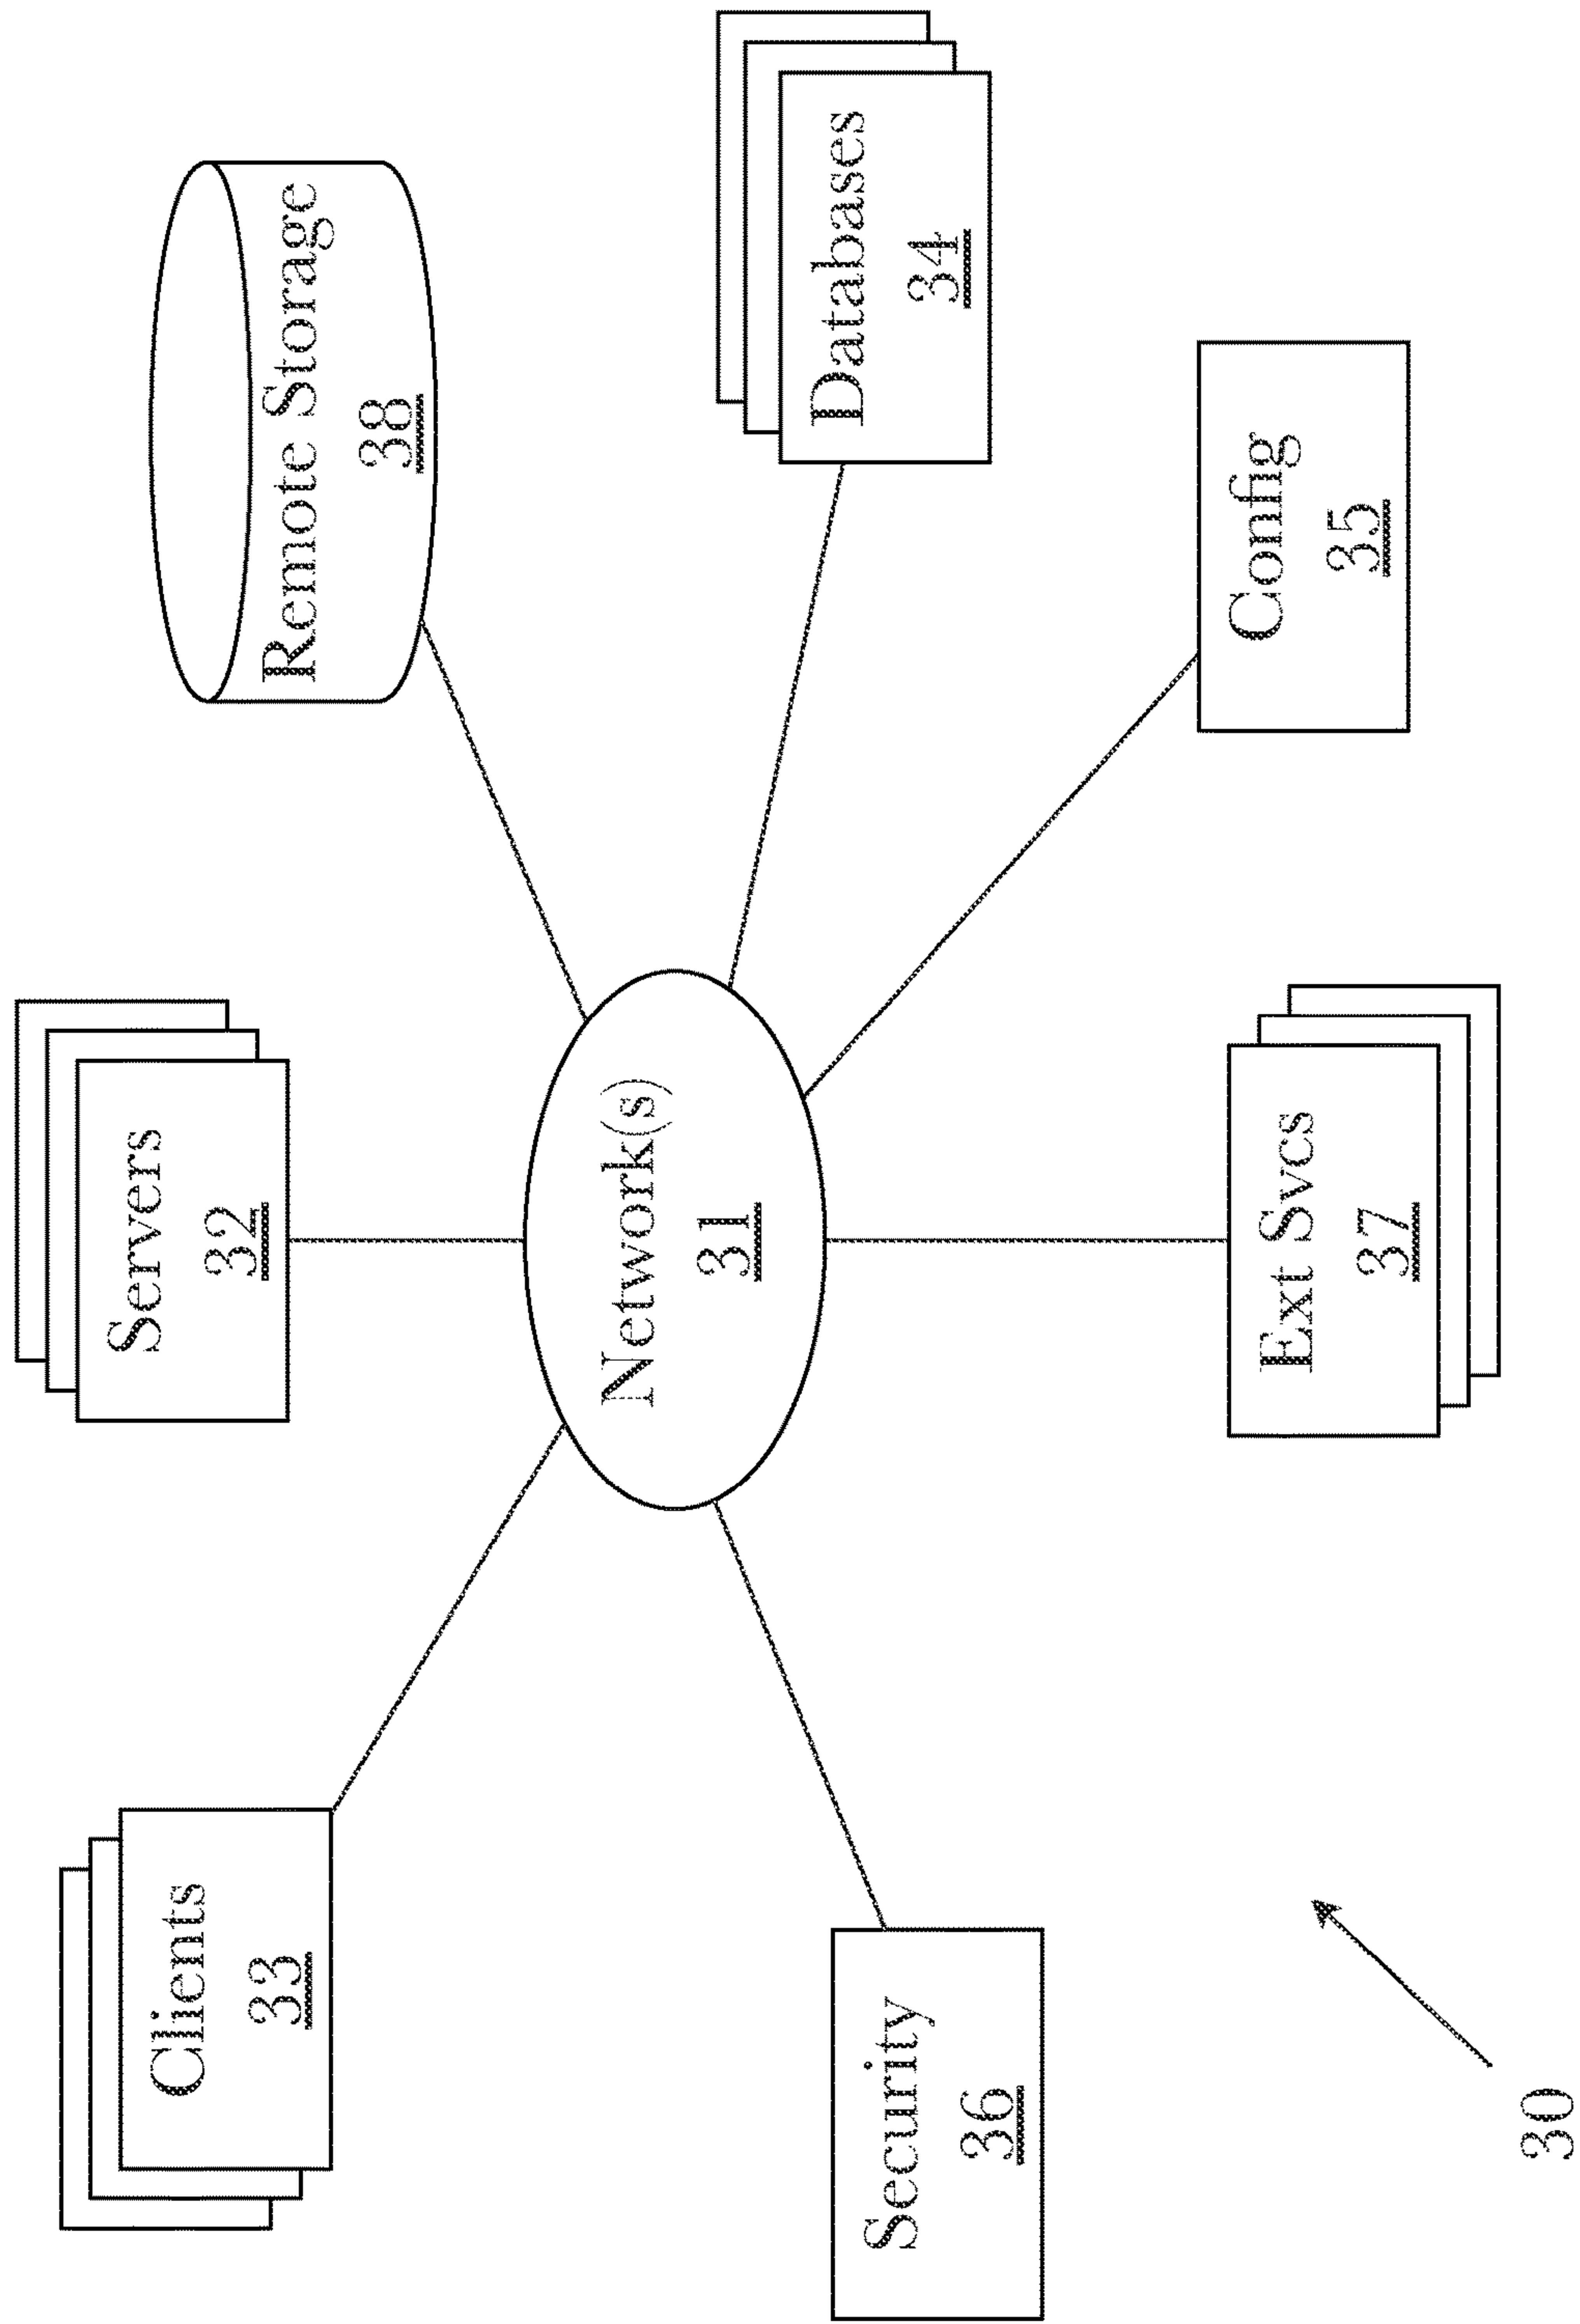 Servers
32
Clients
33
Remote Storage
38
Network(s)
31
Databases
34
Security
36
Ext Svcs
37
Config
35
30